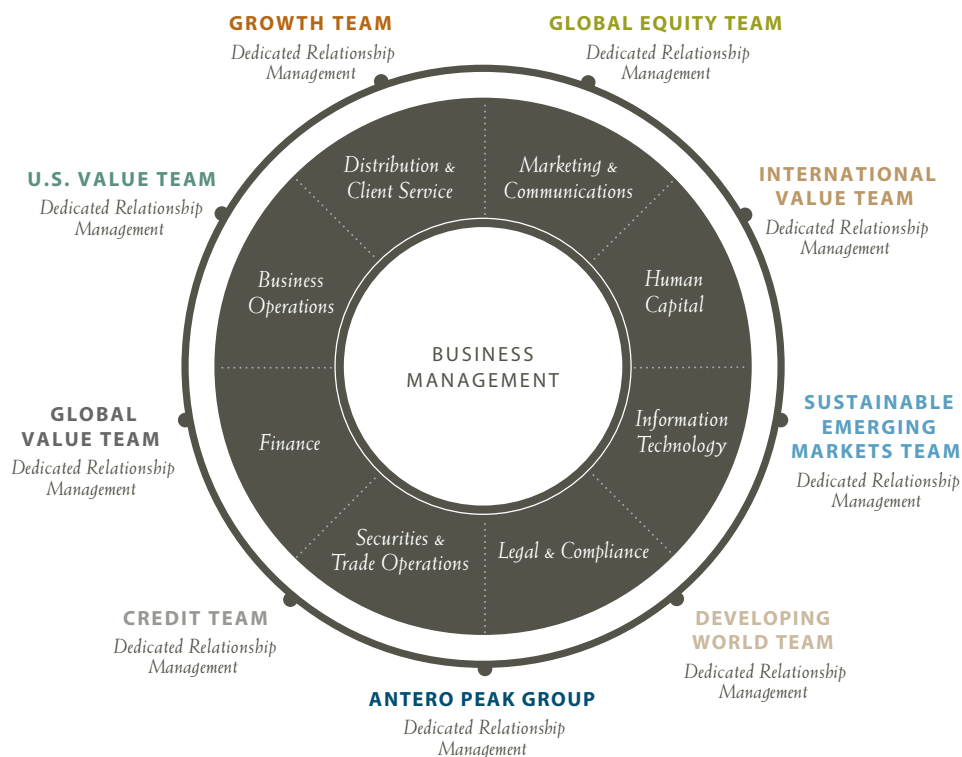 GROWTH TEAM
Dedicated Relationship
Management
GLOBAL EQUITY TEAM
Dedicated Relationship
Management
U.S. VALUE TEAM
Dedicated Relationship
Management
INTERNATIONAL
VALUE TEAM
Dedicated Relationship
Management
Distribution &
Client Service
Marketing &
Communications
Business
Operations
Human
Capital
BUSINESS
MANAGEMENT
GLOBAL
VALUE TEAM
Dedicated Relationship
Management
Finance
Information
Technology
SUSTAINABLE
EMERGING
MARKETS TEAM
Dedicated Relationship
Management
Securities &
Trade Operations
Legal & Compliance
CREDIT TEAM
Dedicated Relationship
Management
DEVELOPING
WORLD TEAM
Dedicated Relationship
Management
ANTERO PEAK GROUP
Dedicated Relationship
Management